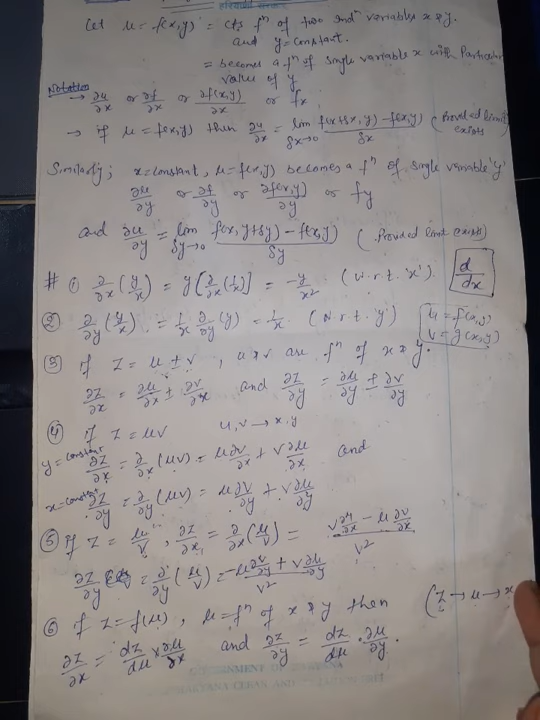 Let u = f(x,y) = cts fⁿ of two indⁿ variables x & y.
and y = constant.
= becomes a fⁿ of single variable x with Particular
value of y
Notation
→ ∂u/∂x or ∂f/∂x or ∂f(x,y)/∂x or fx
→ if u = f(x,y) then ∂u/∂x = lim δx→0 f(x+δx, y) – f(x,y) / δx (Provided limit exists)
Similarly; x = constant, u = f(x,y) becomes a fⁿ of single variable 'y'
∂u/∂y or ∂f/∂y or ∂f(x,y)/∂y or fy
and ∂u/∂y = lim δy→0 f(x, y+δy) – f(x,y) / δy (Provided limit exists)
# ① ∂/∂x (y/x) = y[∂/∂x (1/x)] = -y/x² (w.r.t. 'x') d/dx
② ∂/∂y (y/x) = 1/x ∂/∂y (y) = 1/x (w.r.t. 'y') u = f(x,y)
v = g(x,y)
③ if Z = u ± v, u & v are fⁿ of x & y.
∂z/∂x = ∂u/∂x ± ∂v/∂x and ∂z/∂y = ∂u/∂y ± ∂v/∂y
④ if Z = uv u,v → x.y
y = constant ∂z/∂x = ∂/∂x (uv) = u ∂v/∂x + v ∂u/∂x and
x = constant ∂z/∂y = ∂/∂y (uv) = u ∂v/∂y + v ∂u/∂y
⑤ if Z = u/v, ∂z/∂x = ∂/∂x (u/v) = v ∂u/∂x – u ∂v/∂x / v²
∂z/∂y = ∂/∂y (u/v) = -u ∂v/∂y + v ∂u/∂y / v²
⑥ if Z = f(u), u = fⁿ of x & y then (Z → u → x
∂z/∂x = dz/du × ∂u/∂x and ∂z/∂y = dz/du · ∂u/∂y.